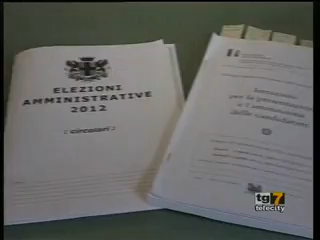 ELEZIONI
AMMINISTRATIVE
2012
: circolari :
Istruzioni
per la presentazione
e l'ammissione
delle candidature
tg7
telecity